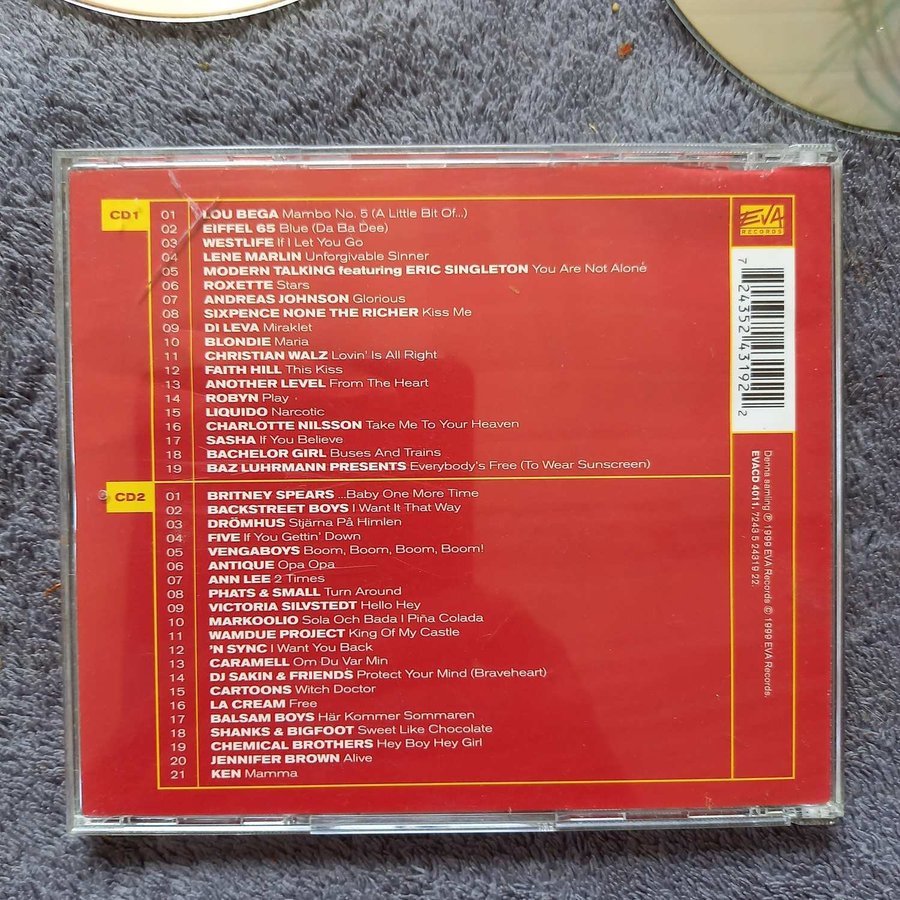 CD1
01 LOU BEGA Mambo No. 5 (A Little Bit Of...)
02 EIFFEL 65 Blue (Da Ba Dee)
03 WESTLIFE If I Let You Go
04 LENE MARLIN Unforgivable Sinner
05 MODERN TALKING featuring ERIC SINGLETON You Are Not Alone
06 ROXETTE Stars
07 ANDREAS JOHNSON Glorious
08 SIXPENCE NONE THE RICHER Kiss Me
09 DI LEVA Miraklet
10 BLONDIE Maria
11 CHRISTIAN WALZ Lovin' Is All Right
12 FAITH HILL This Kiss
13 ANOTHER LEVEL From The Heart
14 ROBYN Play
15 LIQUIDO Narcotic
16 CHARLOTTE NILSSON Take Me To Your Heaven
17 SASHA If You Believe
18 BACHELOR GIRL Buses And Trains
19 BAZ LUHRMANN PRESENTS Everybody's Free (To Wear Sunscreen)
CD2
01 BRITNEY SPEARS ...Baby One More Time
02 BACKSTREET BOYS I Want It That Way
03 DRÖMHUS Stjärna På Himlen
04 FIVE If You Gettin' Down
05 VENGABOYS Boom, Boom, Boom, Boom!
06 ANTIQUE Opa Opa
07 ANN LEE 2 Times
08 PHATS & SMALL Turn Around
09 VICTORIA SILVSTEDT Hello Hey
10 MARKOOLIO Sola Och Bada I Piña Colada
11 WAMDUE PROJECT King Of My Castle
12 'N SYNC I Want You Back
13 CARAMELL Om Du Var Min
14 DJ SAKIN & FRIENDS Protect Your Mind (Braveheart)
15 CARTOONS Witch Doctor
16 LA CREAM Free
17 BALSAM BOYS Här Kommer Sommaren
18 SHANKS & BIGFOOT Sweet Like Chocolate
19 CHEMICAL BROTHERS Hey Boy Hey Girl
20 JENNIFER BROWN Alive
21 KEN Mamma
EVA
RECORDS
7 24352 43192 2
Denna samling ℗ 1999 EVA Records © 1999 EVA Records.
EVACD 4011. 7243 5 24319 22.